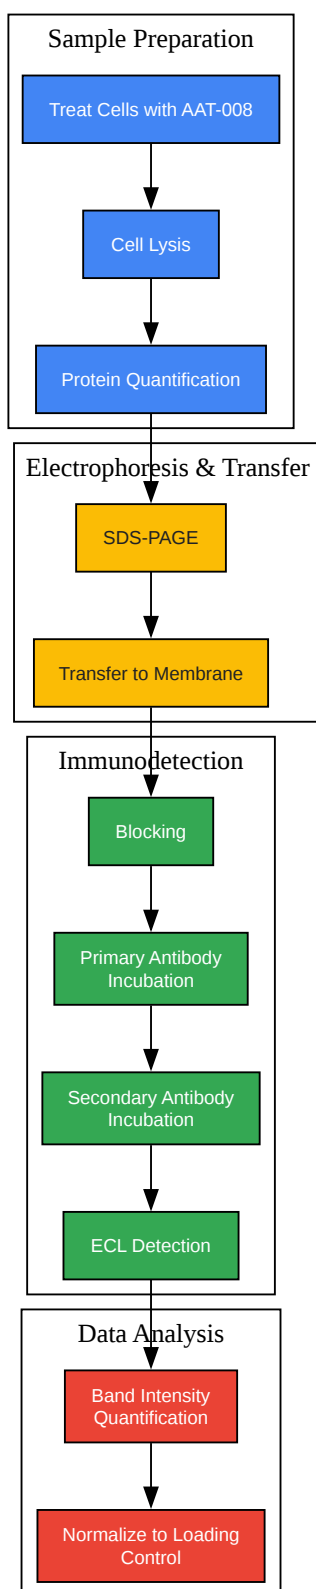 Sample Preparation
Treat Cells with AAT-008
Cell Lysis
Protein Quantification
Electrophoresis & Transfer
SDS-PAGE
Transfer to Membrane
Immunodetection
Blocking
Primary Antibody
Incubation
Secondary Antibody
Incubation
ECL Detection
Data Analysis
Band Intensity
Quantification
Normalize to Loading
Control